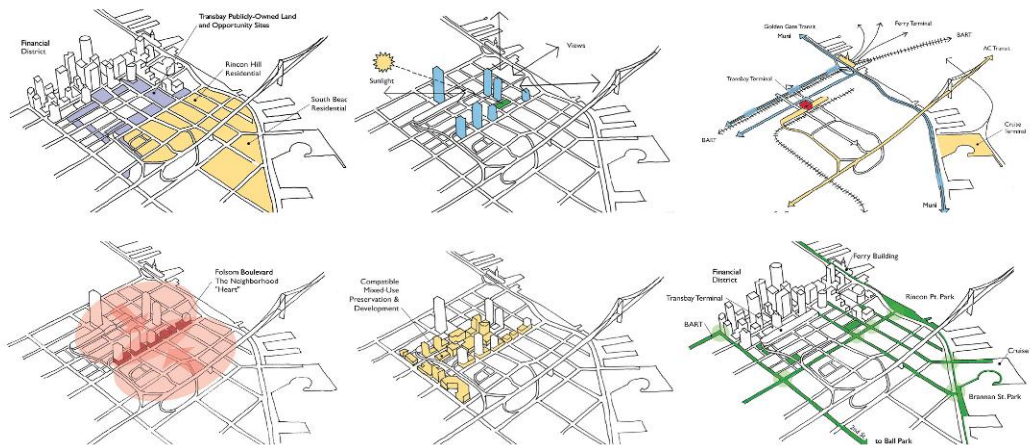 Transbay Publicly-Owned Land
and Opportunity Sites
Financial
District
Rincon Hill
Residential
South Beac
Residential
Views
Sunlight
Golden Gate Transit
Muni
Ferry Terminal
BART
AC Transit
Transbay Terminal
BART
Cruise
Terminal
Muni
Folsom Boulevard
The Neighborhood
"Heart"
Compatible
Mixed-Use
Preservation &
Development
Financial
District
Ferry Building
Transbay Terminal
Rincon Pt. Park
BART
Cruise
Brannan St. Park
2nd St.
to Ball Park